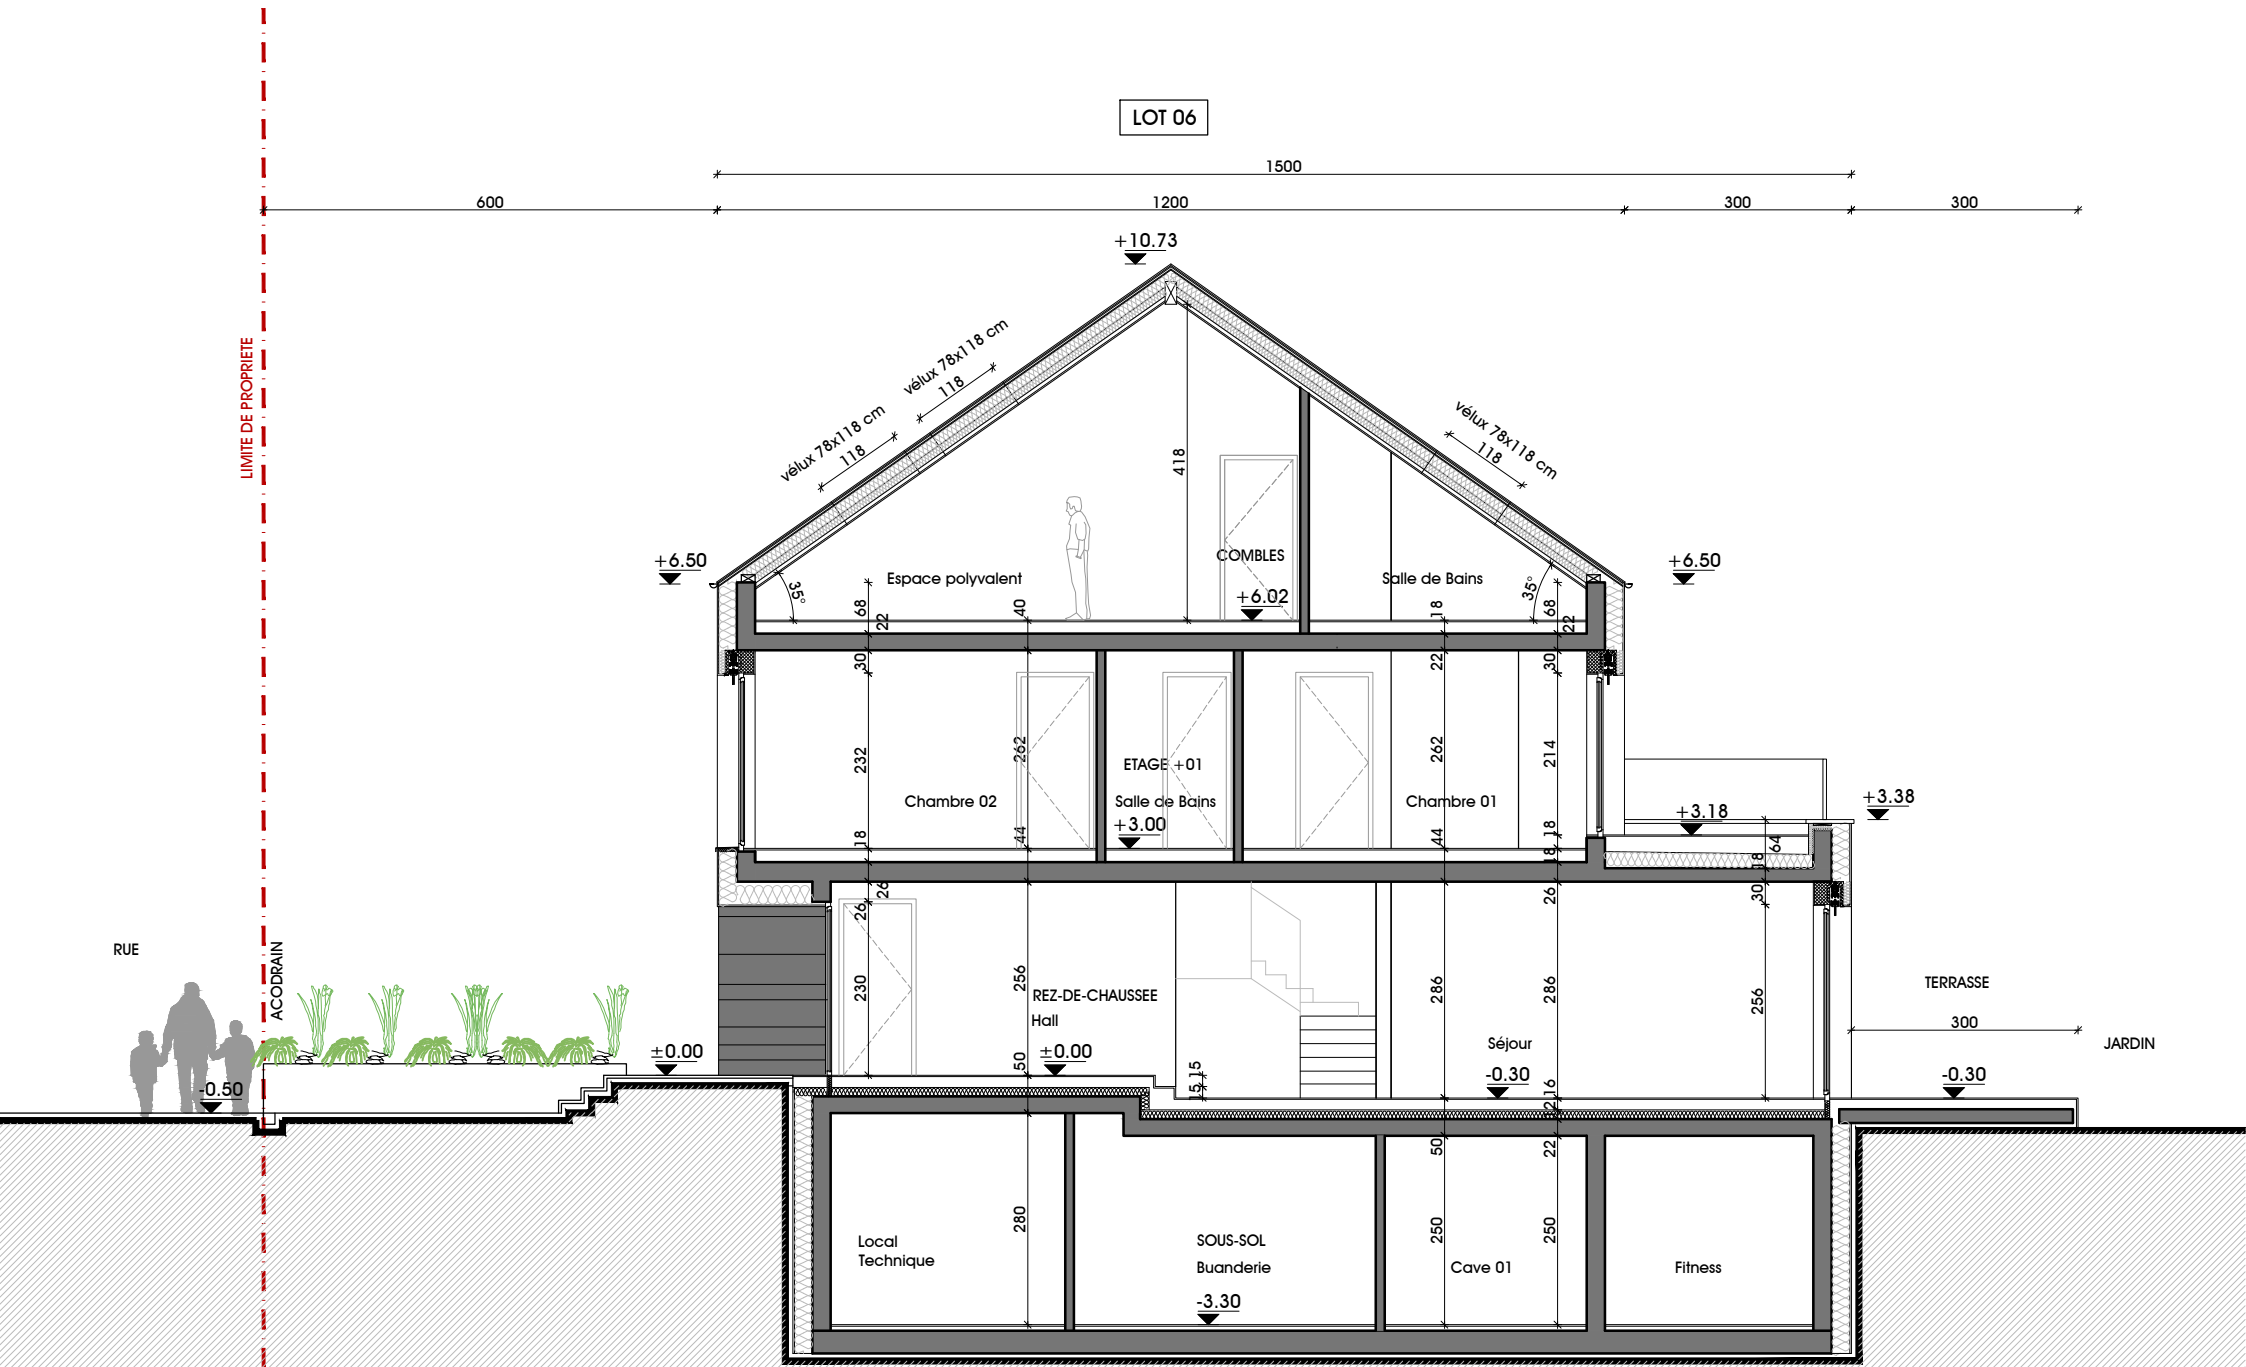 LOT 06
1500
600
1200
300
300
+10.73
LIMITE DE PROPRIETE
vélux 78x118 cm
118
vélux 78x118 cm
118
vélux 78x118 cm
118
418
+6.50
+6.50
COMBLES
Espace polyvalent
Salle de Bains
35°
35°
+6.02
68
22
40
18
68
22
30
22
30
232
262
262
214
ETAGE +01
Chambre 02
Salle de Bains
Chambre 01
+3.00
+3.18
+3.38
18
44
44
18
18
64
18
26
26
26
30
RUE
ACODRAIN
230
256
286
286
256
REZ-DE-CHAUSSEE
Hall
TERRASSE
300
Séjour
JARDIN
±0.00
±0.00
50
15
15
-0.30
-0.30
-0.50
16
12
50
22
280
250
250
Local
Technique
SOUS-SOL
Buanderie
Cave 01
Fitness
-3.30